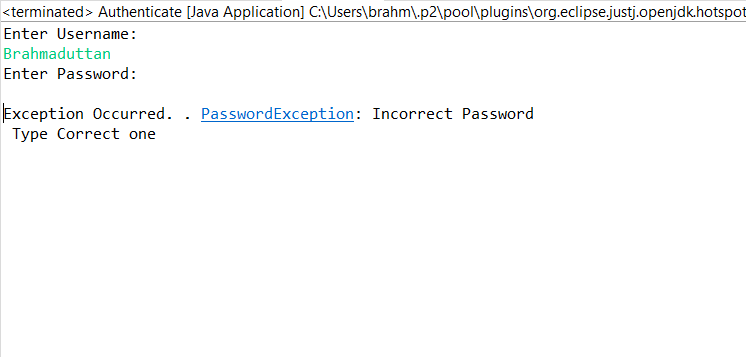 <terminated> Authenticate [Java Application] C:\Users\brahm\.p2\pool\plugins\org.eclipse.justj.openjdk.hotspot
Enter Username:
Brahmaduttan
Enter Password:
Exception Occurred. . PasswordException: Incorrect Password
Type Correct one